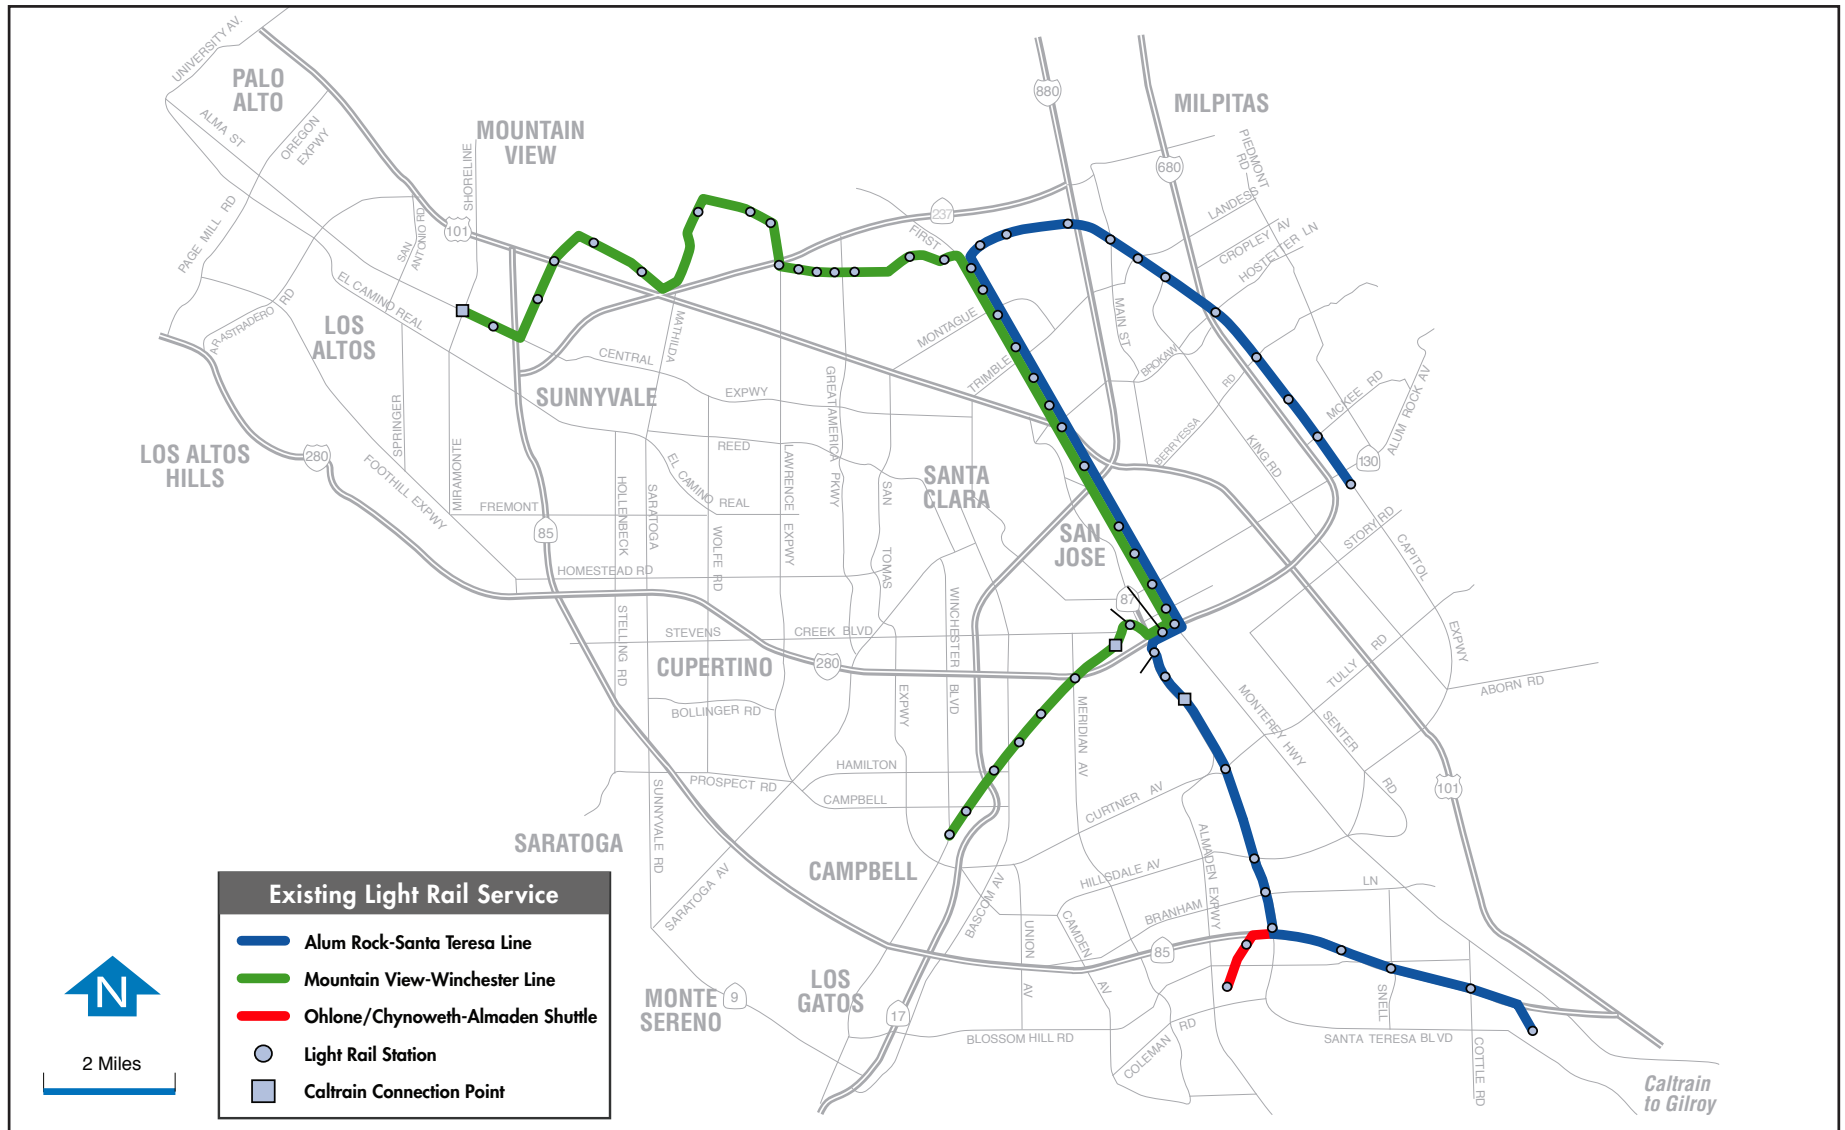 UNIVERSITY AV.
PALO
ALTO
ALMA ST
OREGON
EXPWY
PAGE MILL RD
MOUNTAIN
VIEW
SHORELINE
101
SAN
ANTONIO RD
EL CAMINO REAL
ARASTRADERO RD
LOS
ALTOS
LOS ALTOS
HILLS
280
FOOTHILL EXPWY
SPRINGER
MIRAMONTE
FREMONT
85
SUNNYVALE
CENTRAL
EXPWY
MATHILDA
REED
EL CAMINO REAL
HOLLENBECK
SARATOGA
WOLFE RD
LAWRENCE EXPWY
GREATAMERICA PKWY
SAN
TOMAS
EXPWY
HOMESTEAD RD
STEVENS
CREEK BLVD
STELLING RD
CUPERTINO
280
BOLLINGER RD
PROSPECT RD
HAMILTON
CAMPBELL
SUNNYVALE RD
SARATOGA
SARATOGA AV
CAMPBELL
WINCHESTER
BLVD
SANTA
CLARA
SAN
JOSE
87
237
FIRST
MONTAGUE
TRIMBLE
880
MILPITAS
680
PIEDMONT
RD
LANDESS
CROPLEY AV
HOSTETTER LN
MAIN ST
BROKAW
RD
BERRYESSA
KING RD
MCKEE RD
ALUM ROCK AV
130
STORY RD
CAPITOL
EXPWY
TULLY RD
ABORN RD
MONTEREY HWY
SENTER
RD
101
MERIDIAN AV
CURTNER AV
HILLSDALE AV
ALMADEN EXPWY
BRANHAM
LN
BASCOM AV
UNION
AV
CAMDEN
AV
85
LOS
GATOS
MONTE
SERENO
9
17
BLOSSOM HILL RD
COLEMAN RD
SNELL
SANTA TERESA BLVD
COTTLE RD
Caltrain
to Gilroy
Existing Light Rail Service
Alum Rock-Santa Teresa Line
Mountain View-Winchester Line
Ohlone/Chynoweth-Almaden Shuttle
Light Rail Station
Caltrain Connection Point
N
2 Miles